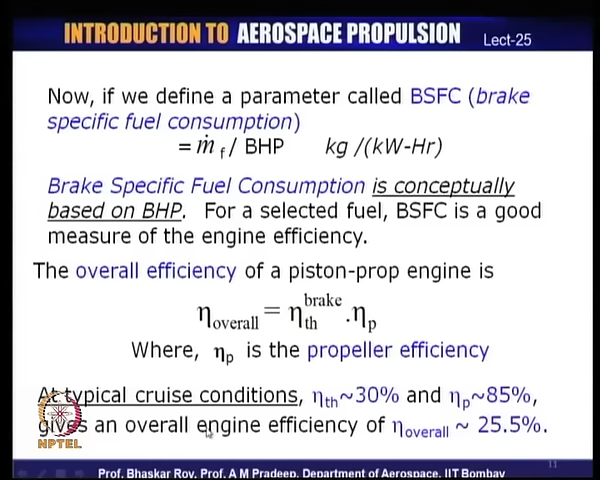 INTRODUCTION TO AEROSPACE PROPULSION Lect-25
Now, if we define a parameter called BSFC (brake
specific fuel consumption)
= ṁ f / BHP kg /(kW-Hr)
Brake Specific Fuel Consumption is conceptually
based on BHP. For a selected fuel, BSFC is a good
measure of the engine efficiency.
The overall efficiency of a piston-prop engine is
η overall = η th brake . η p
Where, ηp is the propeller efficiency
At typical cruise conditions, ηth~30% and ηp~85%,
gives an overall engine efficiency of ηoverall ~ 25.5%.
NPTEL
11
Prof. Bhaskar Roy, Prof. A M Pradeep, Department of Aerospace, IIT Bombay